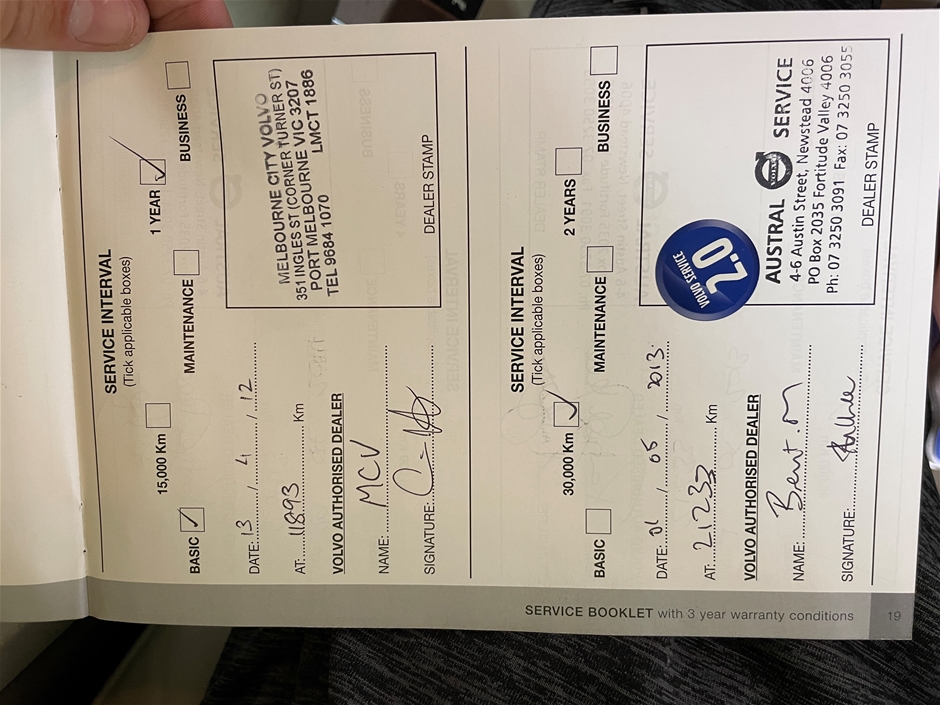 SERVICE INTERVAL
(Tick applicable boxes)
15,000 Km 1 YEAR
BASIC MAINTENANCE BUSINESS
DATE: 13 / 4 / 12
AT: 11893 Km
VOLVO AUTHORISED DEALER
NAME: MCV
SIGNATURE:
MELBOURNE CITY VOLVO
351 INGLES ST (CORNER TURNER ST)
PORT MELBOURNE VIC 3207
TEL 9684 1070 LMCT 1886
DEALER STAMP
SERVICE INTERVAL
(Tick applicable boxes)
30,000 Km 2 YEARS
BASIC MAINTENANCE BUSINESS
DATE: 01 / 05 / 2013
AT: Km
VOLVO AUTHORISED DEALER
NAME:
SIGNATURE:
VOLVO SERVICE
2.0
AUSTRAL VOLVO SERVICE
4-6 Austin Street, Newstead 4006
PO Box 2035 Fortitude Valley 4006
Ph: 07 3250 3091 Fax: 07 3250 3055
DEALER STAMP
SERVICE BOOKLET with 3 year warranty conditions 19